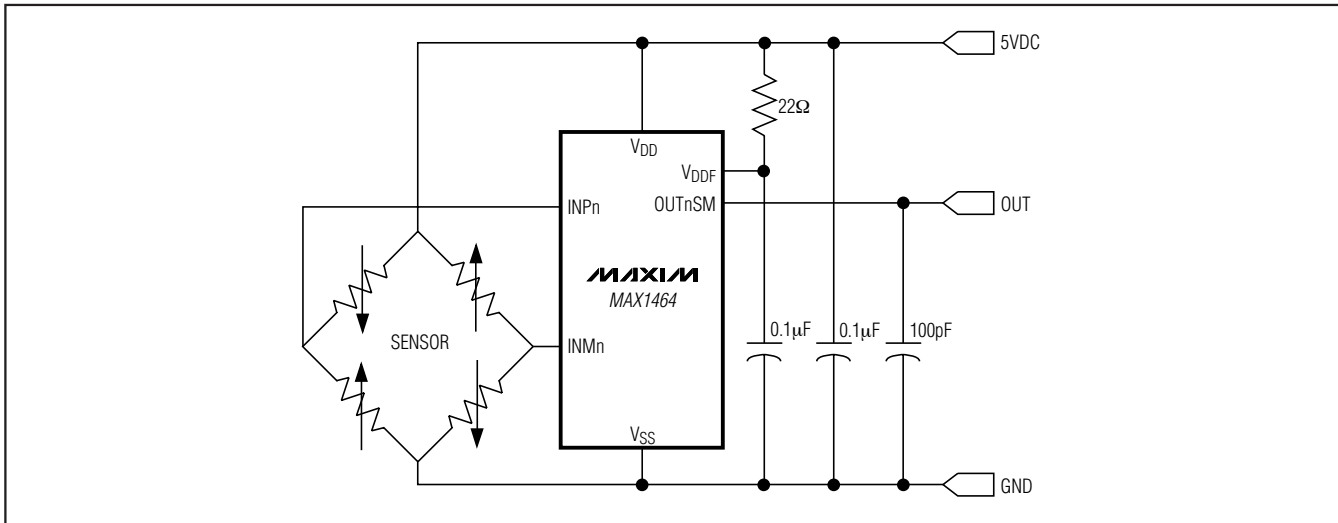 5VDC
22Ω
VDD
VDDF
INPn
OUTnSM
OUT
MAXIM
MAX1464
0.1μF
0.1μF
100pF
SENSOR
INMn
VSS
GND